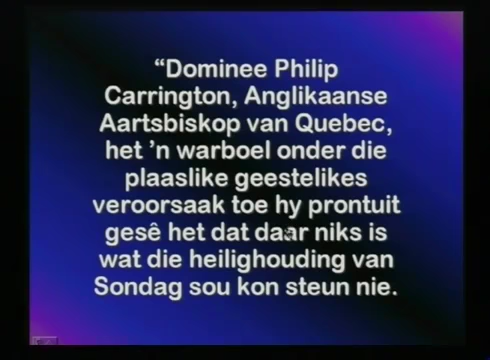 “Dominee Philip
Carrington, Anglikaanse
Aartsbiskop van Quebec,
het ’n warboel onder die
plaaslike geestelikes
veroorsaak toe hy prontuit
gesê het dat daar niks is
wat die heilighouding van
Sondag sou kon steun nie.